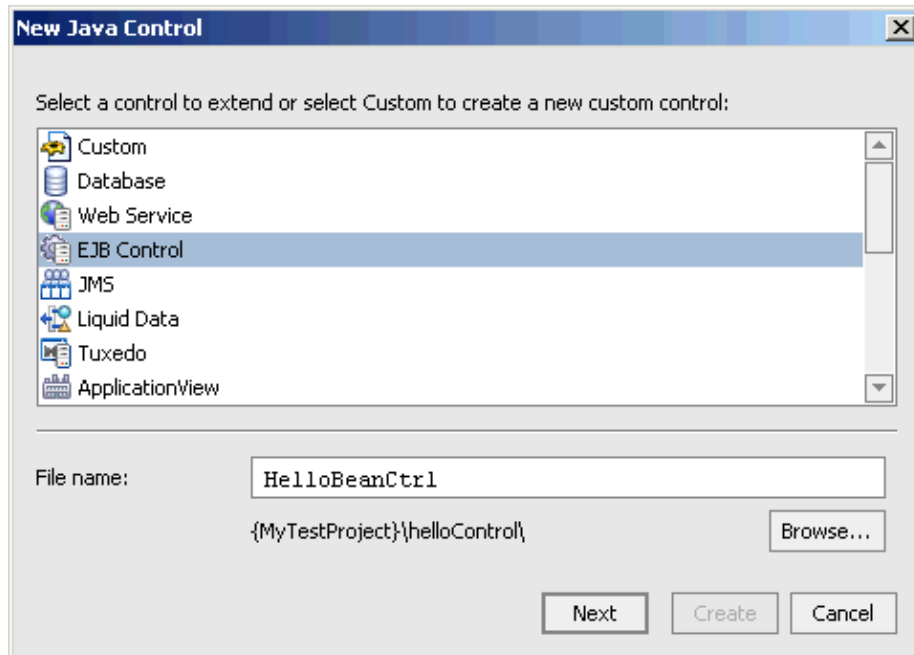 New Java Control
Select a control to extend or select Custom to create a new custom control:
Custom
Database
Web Service
EJB Control
JMS
Liquid Data
Tuxedo
ApplicationView
File name: HelloBeanCtrl
{MyTestProject}\helloControl\ Browse...
Next Create Cancel